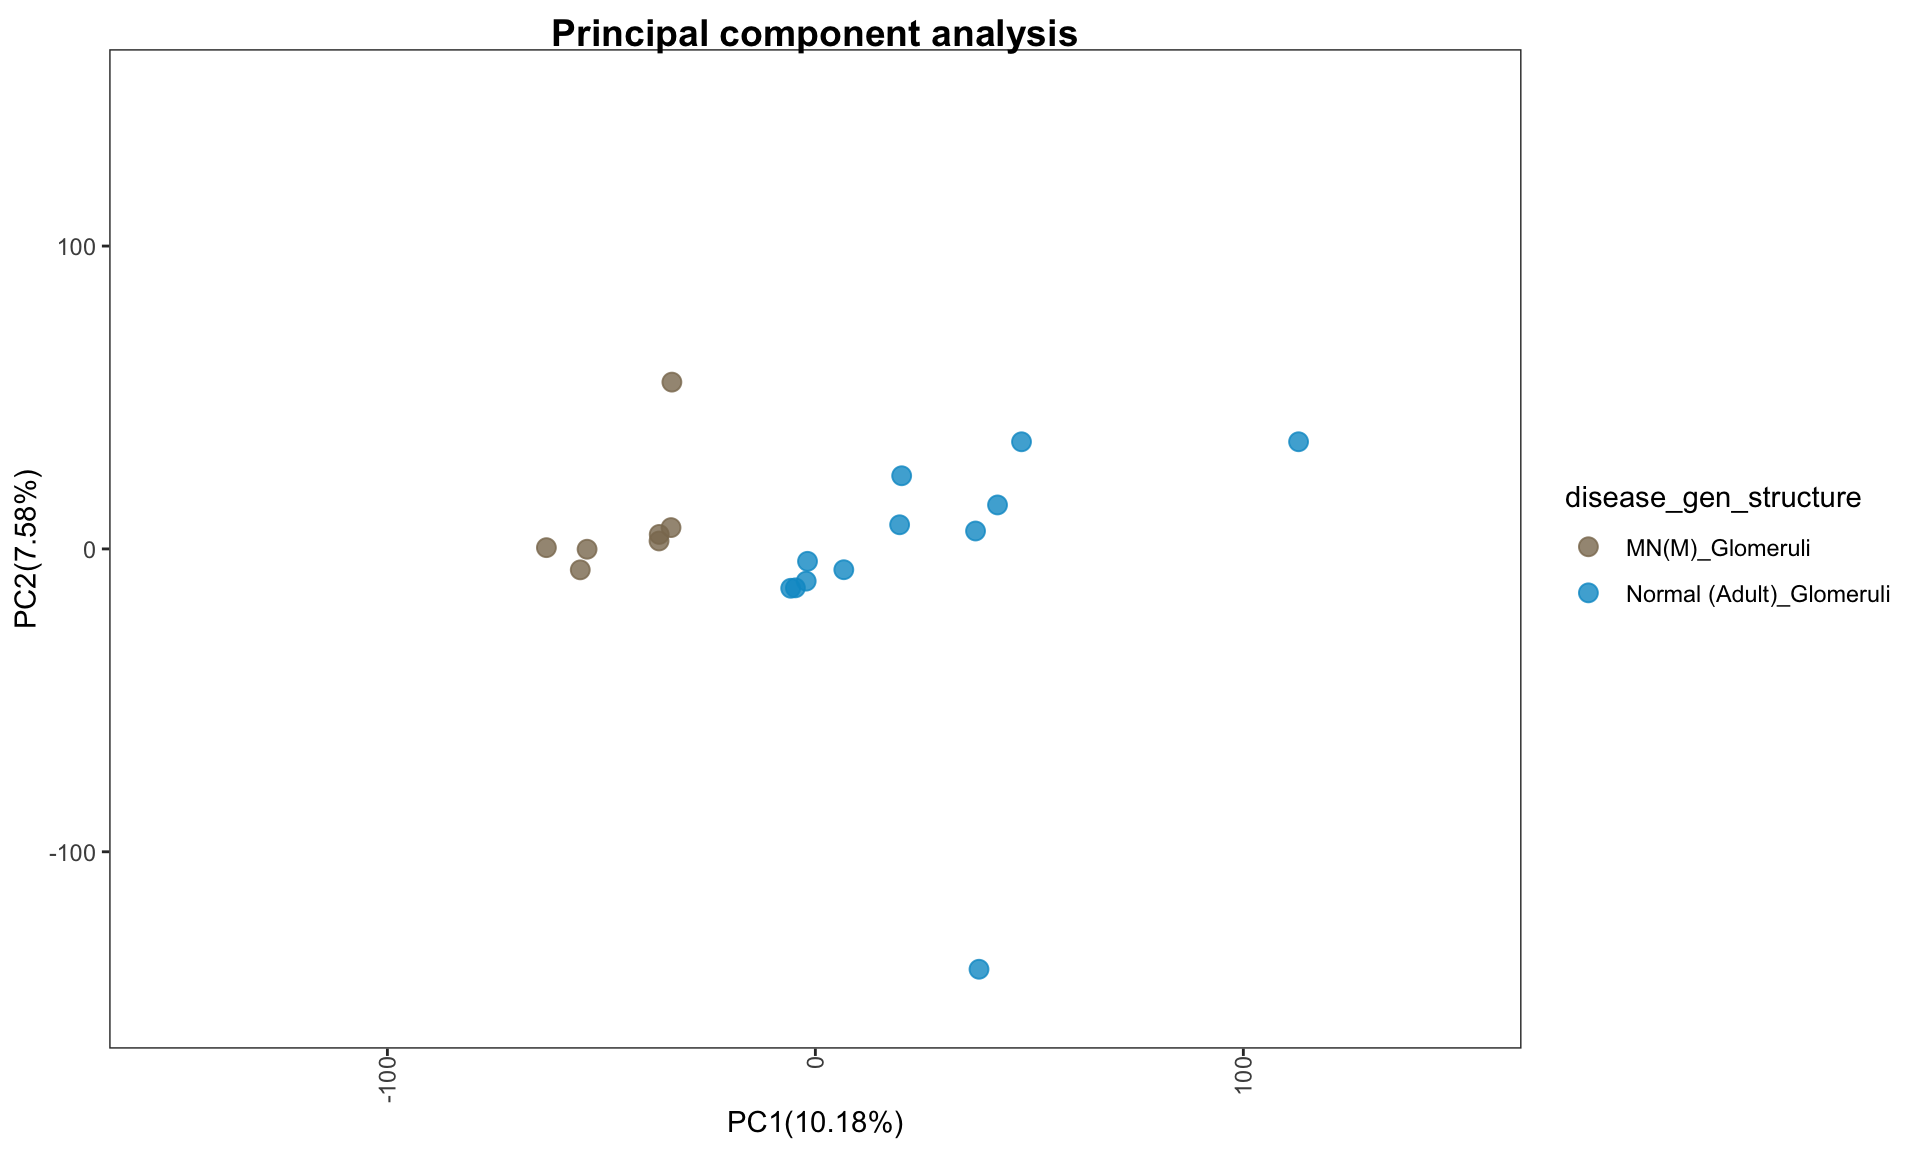 Principal component analysis
PC2(7.58%)
100
0
-100
-100
0
100
PC1(10.18%)
disease_gen_structure
MN(M)_Glomeruli
Normal (Adult)_Glomeruli